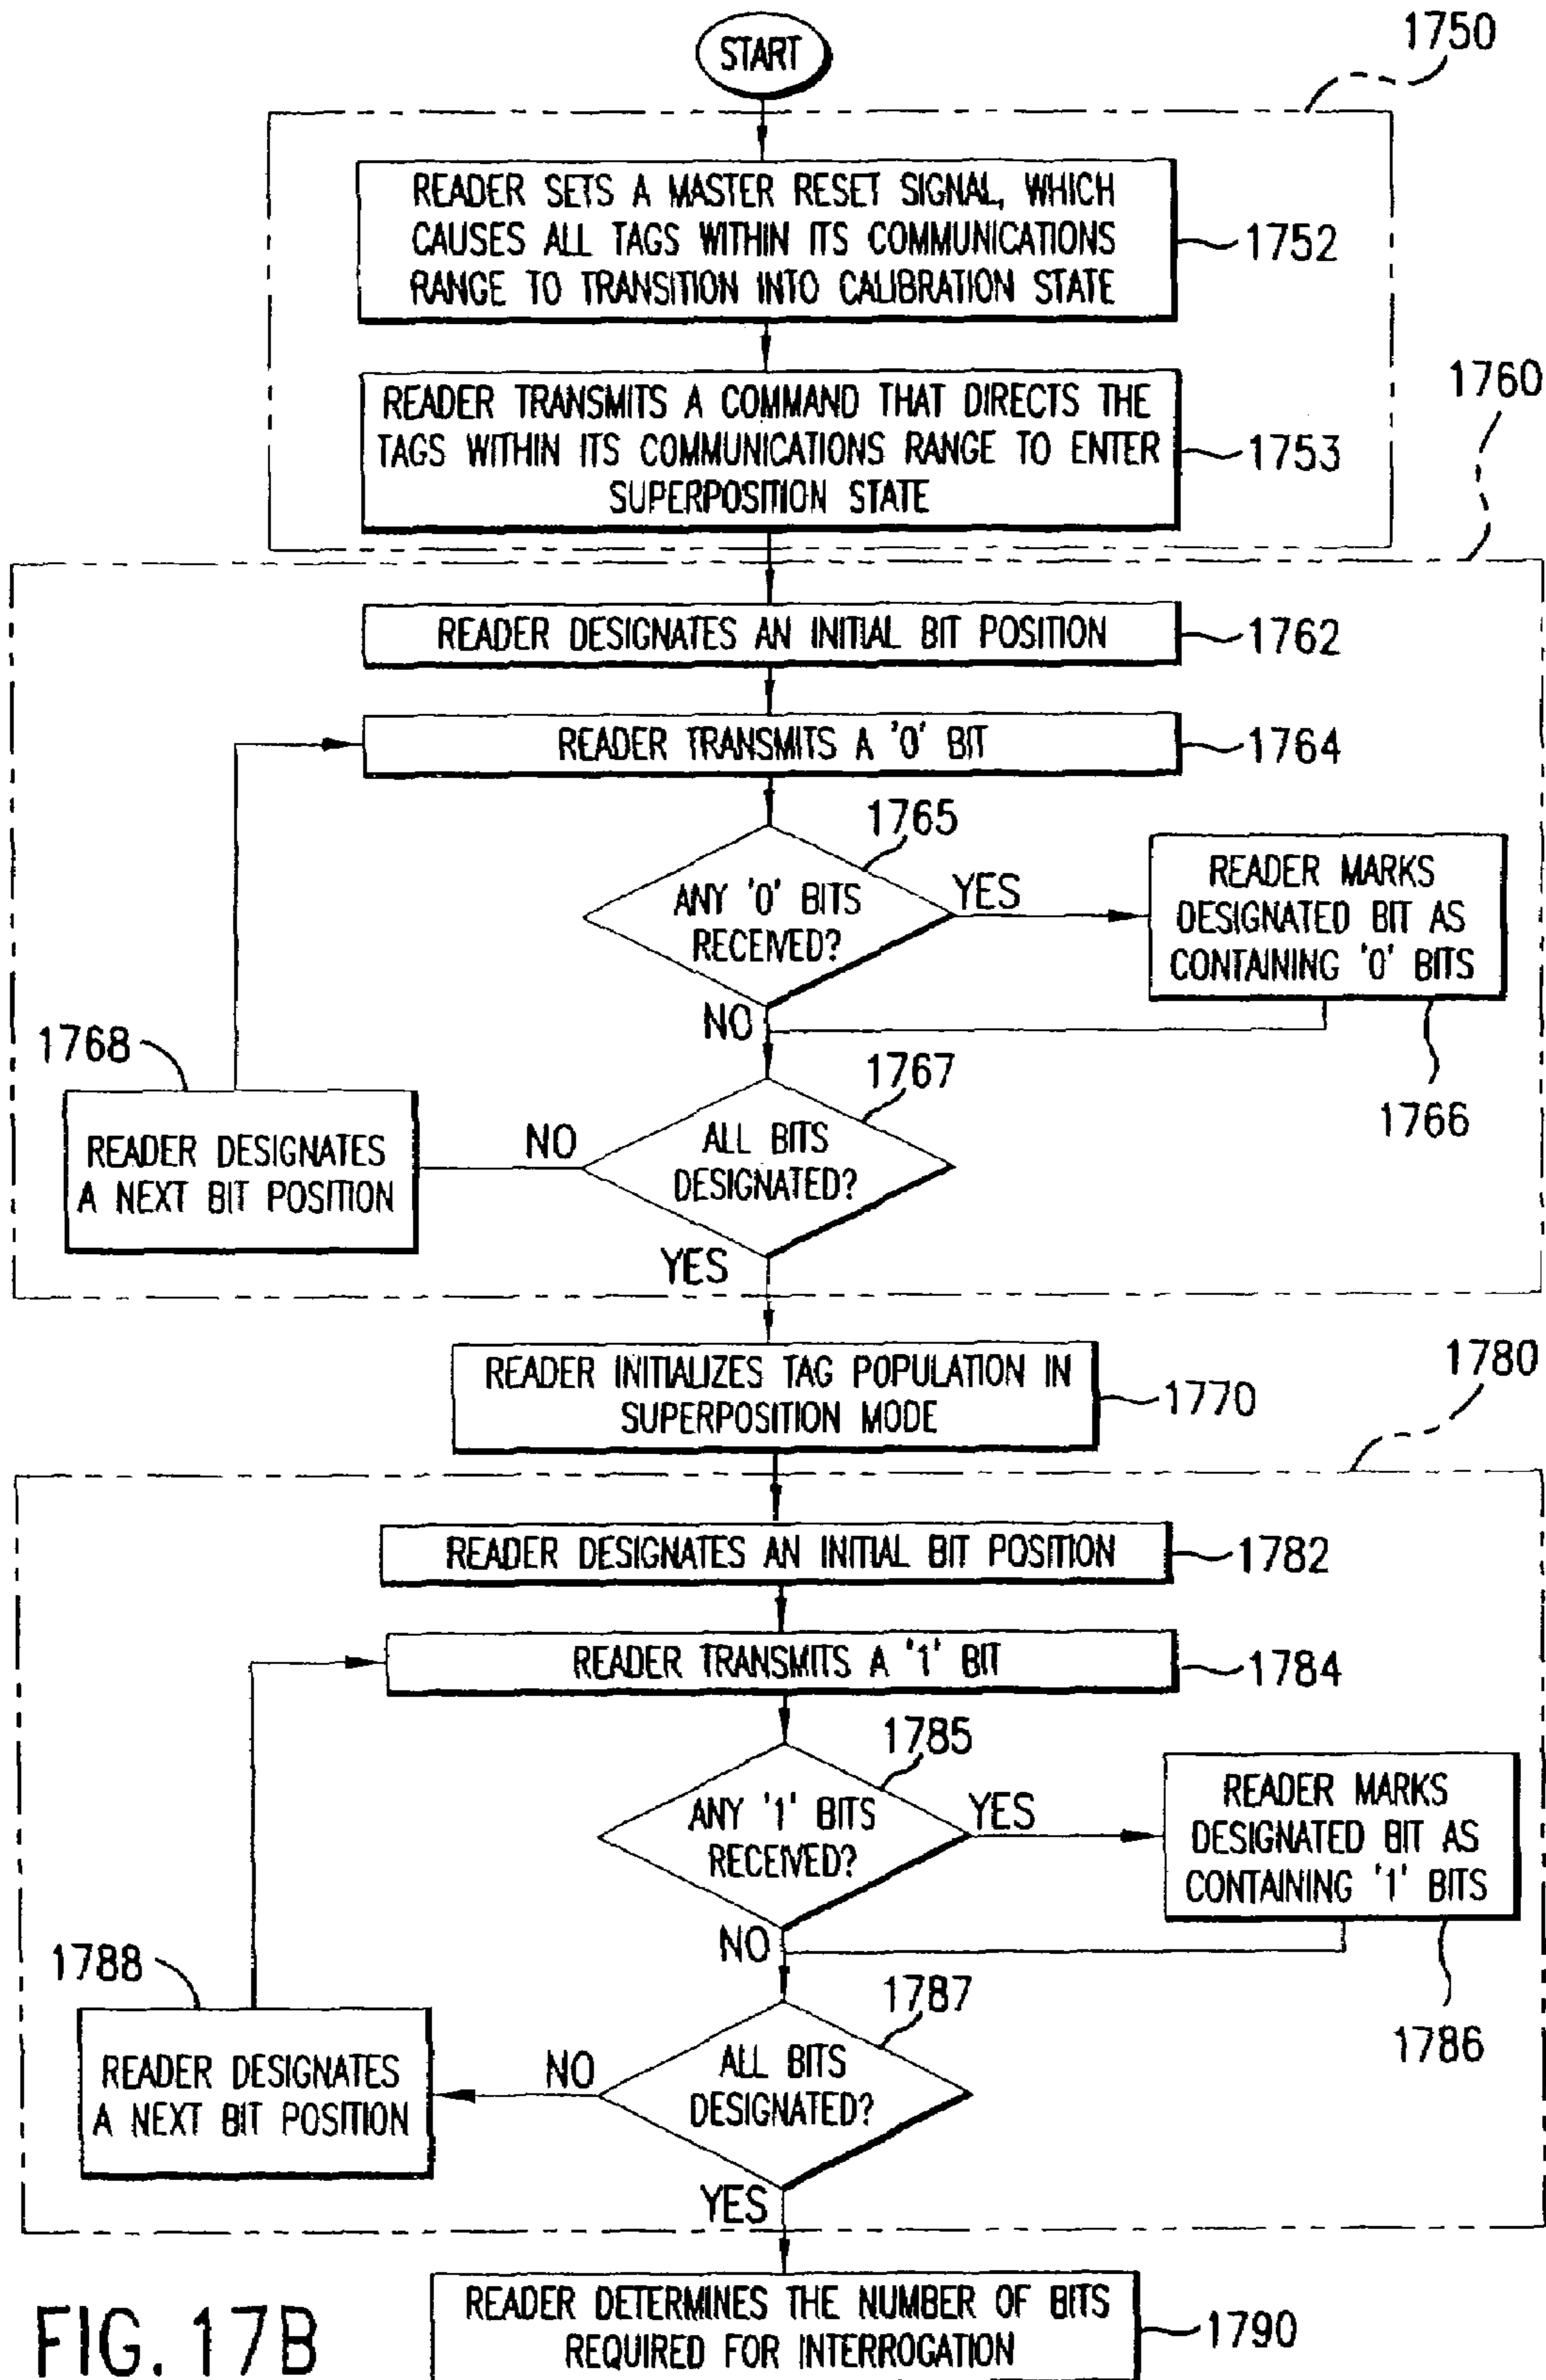 START
1750
READER SETS A MASTER RESET SIGNAL, WHICH
CAUSES ALL TAGS WITHIN ITS COMMUNICATIONS
RANGE TO TRANSITION INTO CALIBRATION STATE
1752
READER TRANSMITS A COMMAND THAT DIRECTS THE
TAGS WITHIN ITS COMMUNICATIONS RANGE TO ENTER
SUPERPOSITION STATE
1753
1760
READER DESIGNATES AN INITIAL BIT POSITION
1762
READER TRANSMITS A '0' BIT
1764
1765
ANY '0' BITS
RECEIVED?
YES
READER MARKS
DESIGNATED BIT AS
CONTAINING '0' BITS
1766
NO
1768
1767
READER DESIGNATES
A NEXT BIT POSITION
NO
ALL BITS
DESIGNATED?
YES
READER INITIALIZES TAG POPULATION IN
SUPERPOSITION MODE
1770
1780
READER DESIGNATES AN INITIAL BIT POSITION
1782
READER TRANSMITS A '1' BIT
1784
1785
ANY '1' BITS
RECEIVED?
YES
READER MARKS
DESIGNATED BIT AS
CONTAINING '1' BITS
1786
NO
1788
1787
READER DESIGNATES
A NEXT BIT POSITION
NO
ALL BITS
DESIGNATED?
YES
READER DETERMINES THE NUMBER OF BITS
REQUIRED FOR INTERROGATION
1790
FIG. 17B